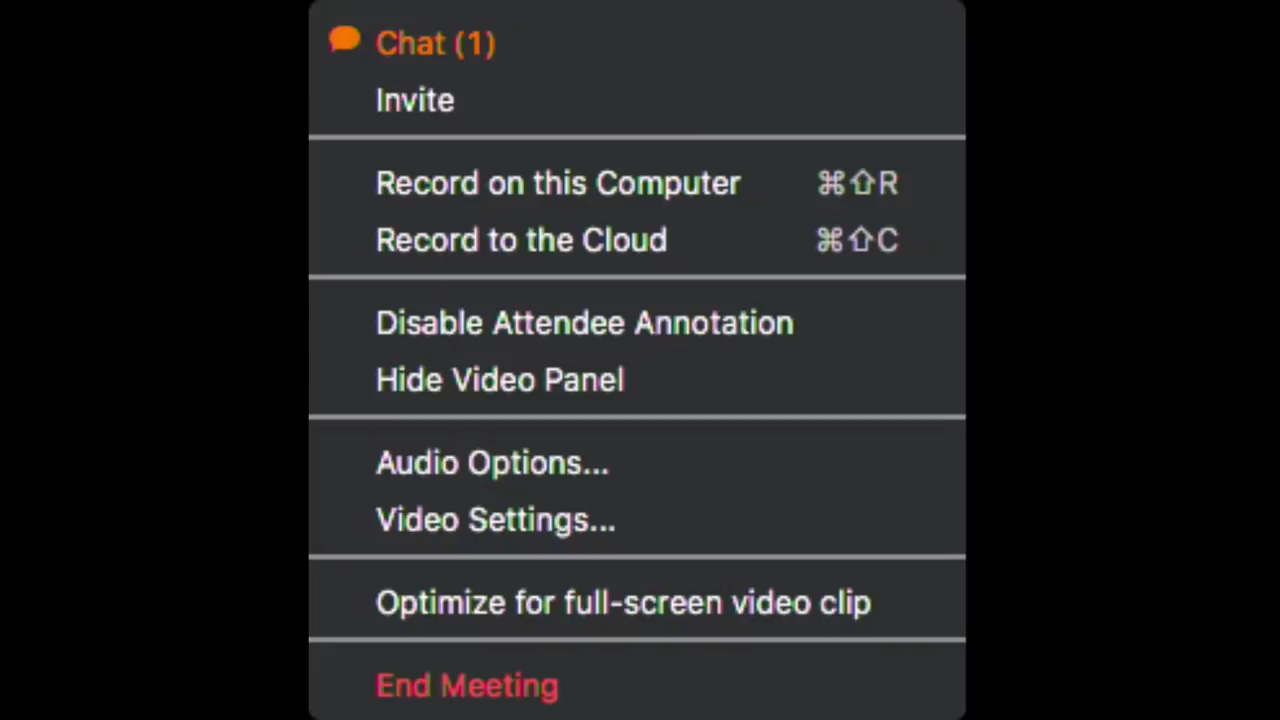 Chat (1)
Invite
Record on this Computer ⌘⇧R
Record to the Cloud ⌘⇧C
Disable Attendee Annotation
Hide Video Panel
Audio Options...
Video Settings...
Optimize for full-screen video clip
End Meeting